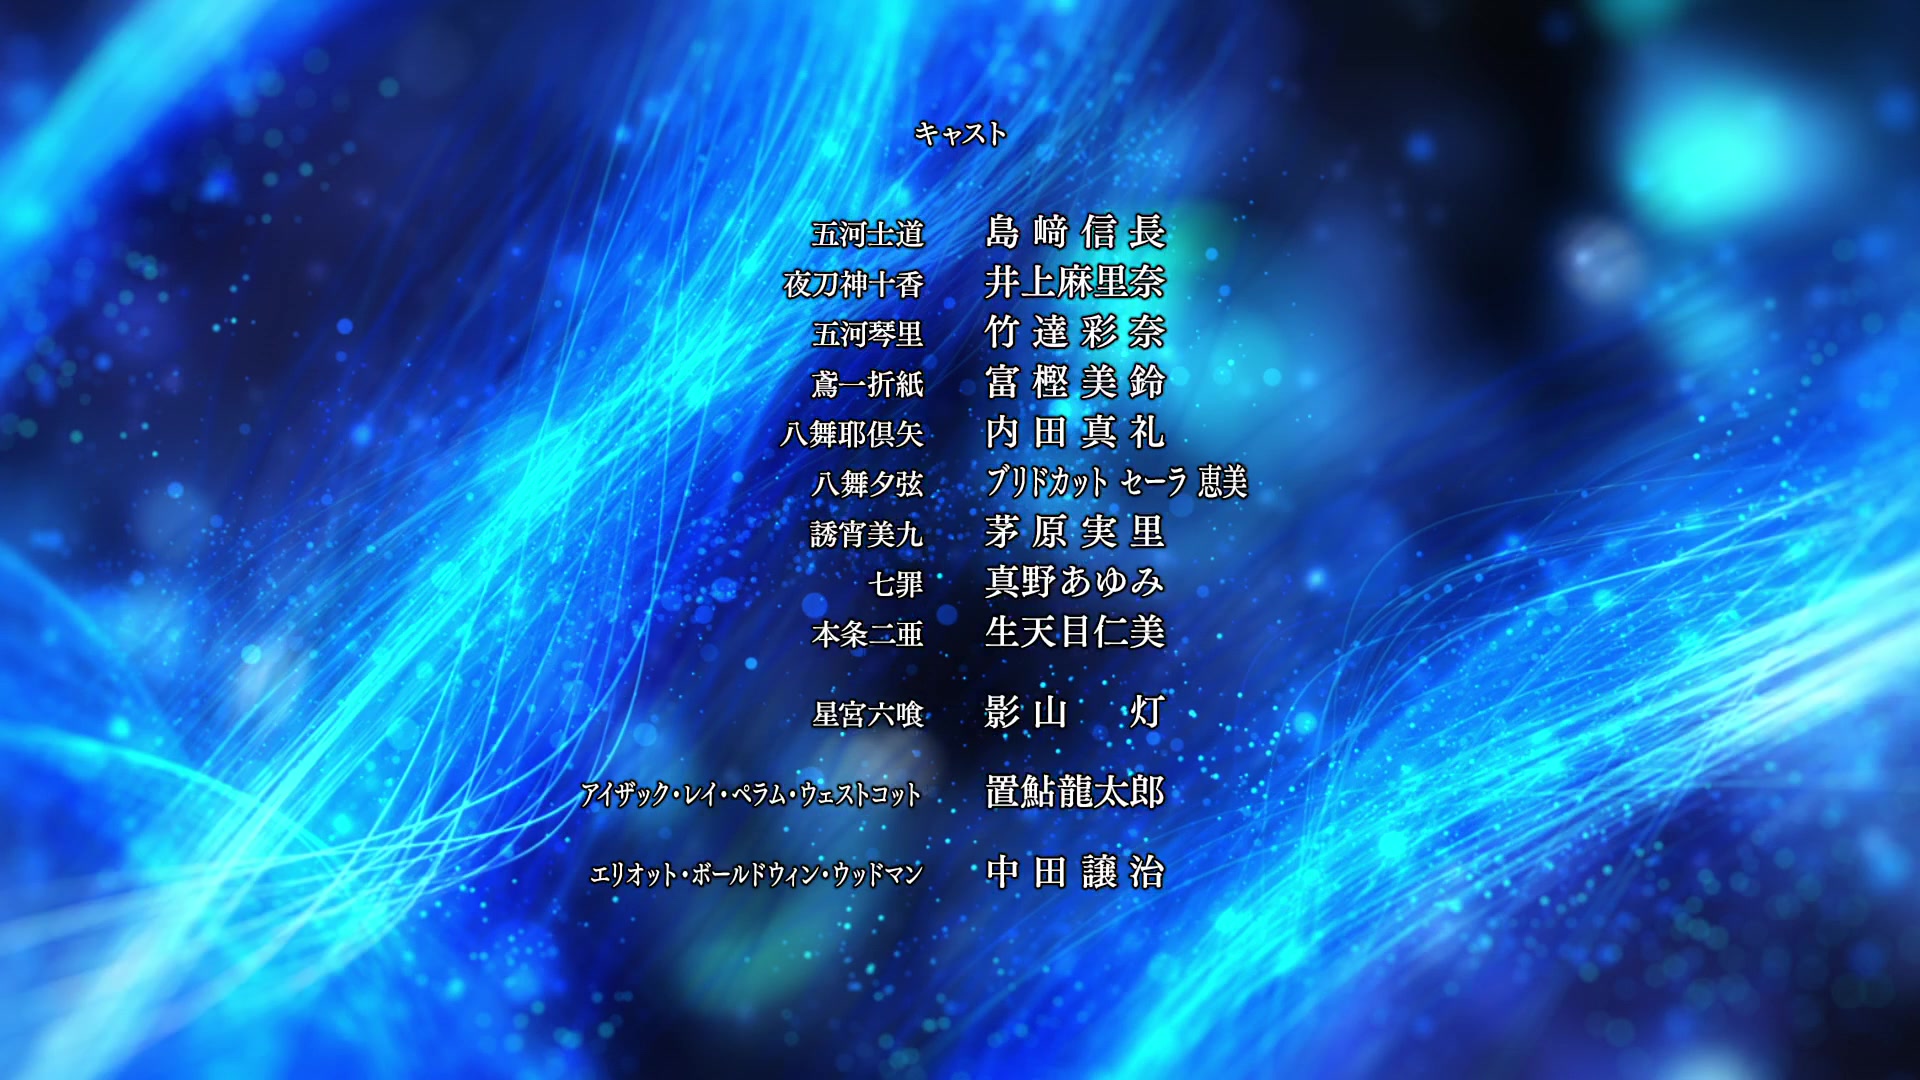 キャスト
五河士道 島﨑信長
夜刀神十香 井上麻里奈
五河琴里 竹達彩奈
鳶一折紙 富樫美鈴
八舞耶倶矢 内田真礼
八舞夕弦 ブリドカット セーラ 恵美
誘宵美九 茅原実里
七罪 真野あゆみ
本条二亜 生天目仁美
星宮六喰 影山 灯
アイザック・レイ・ペラム・ウェストコット 置鮎龍太郎
エリオット・ボールドウィン・ウッドマン 中田譲治